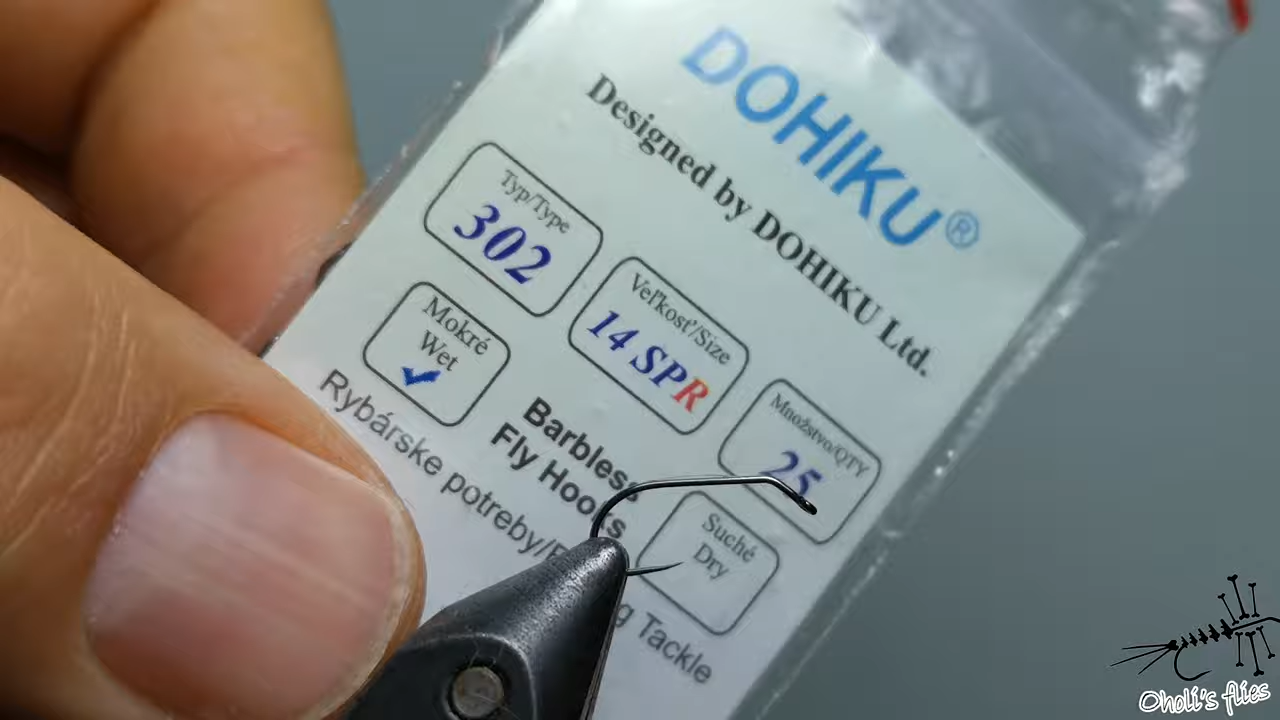 DOHIKU®
Designed by DOHIKU Ltd.
Typ/Type
302
Veľkosť/Size
14 SPR
Množstvo/QTY
25
Mokré
Wet
Barbless
Fly Hooks
Suché
Dry
Rybárske potreby/F g Tackle
Oholi's flies